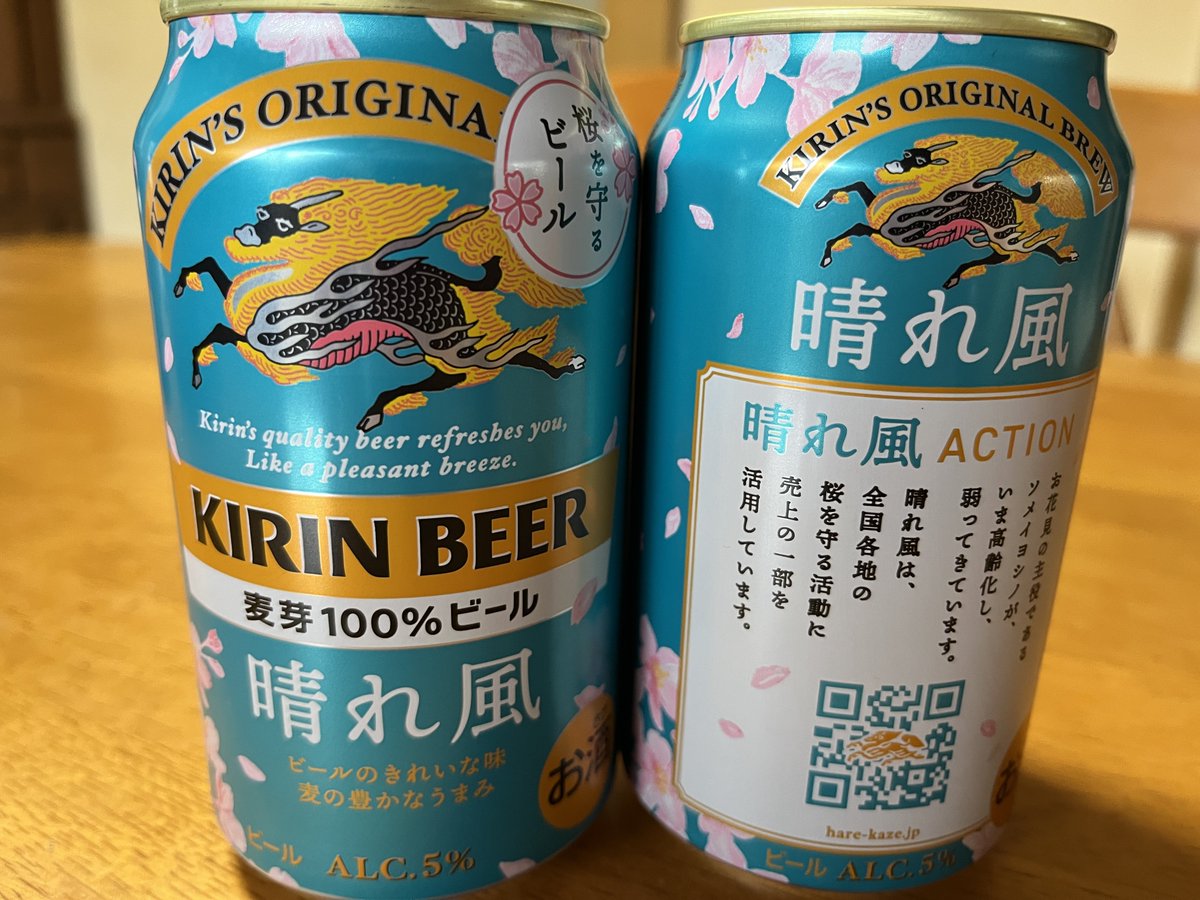 KIRIN'S ORIGINAL
桜を守る
ビール
Kirin's quality beer refreshes you,
Like a pleasant breeze.
KIRIN BEER
麦芽100%ビール
晴れ風
ビールのきれいな味
麦の豊かなうまみ
お酒
ビール ALC.5%
KIRIN'S ORIGINAL BREW
晴れ風
晴れ風 ACTION
お花見の主役である
ソメイヨシノが、
いま高齢化し、
弱ってきています。
晴れ風は、
全国各地の
桜を守る活動に
売上の一部を
活用しています。
hare-kaze.jp
お
ビール ALC.5%